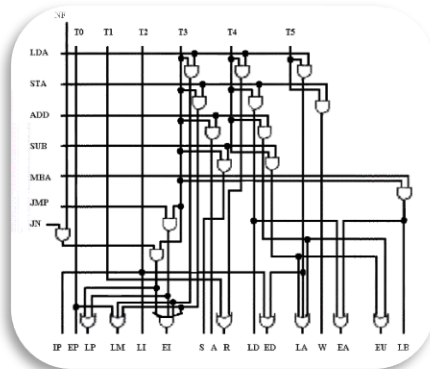 NF
T0 T1 T2 T3 T4 T5
LDA
STA
ADD
SUB
MBA
JMP
JN
IP EP LP LM LI EI S A R LD ED LA W EA EU LB